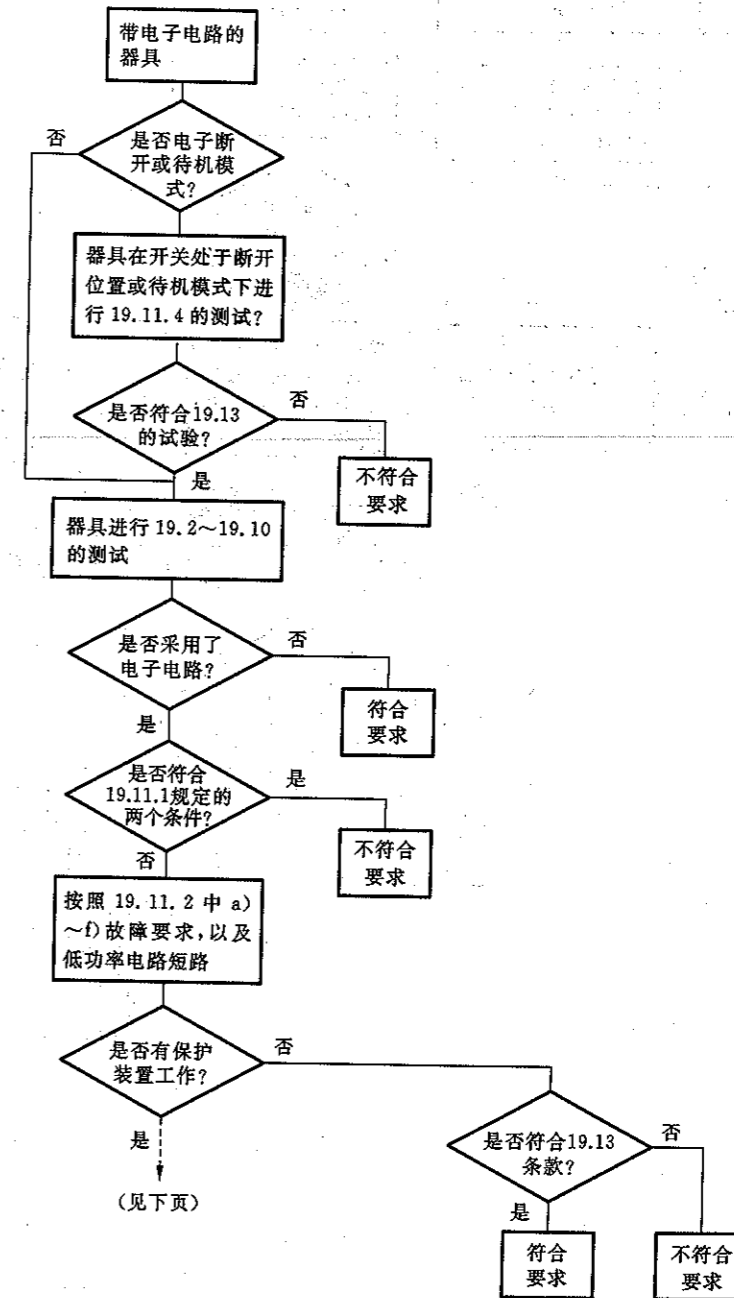 带电子电路的
器具
否
是否电子断
开或待机模
式?
器具在开关处于断开
位置或待机模式下进
行 19.11.4 的测试?
是否符合19.13
的试验?
否
是
不符合
要求
器具进行 19.2～19.10
的测试
是否采用了
电子电路?
否
是
符合
要求
是否符合
19.11.1规定的
两个条件?
是
否
不符合
要求
按照 19.11.2 中 a)
～f)故障要求,以及
低功率电路短路
是否有保护
装置工作?
否
是
(见下页)
是否符合19.13
条款?
否
是
符合
要求
不符合
要求